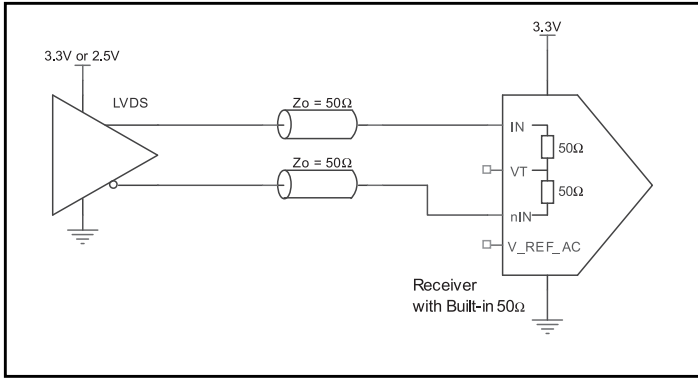 3.3V
3.3V or 2.5V
LVDS
Zo = 50Ω
IN
50Ω
Zo = 50Ω
VT
50Ω
nIN
V_REF_AC
Receiver
with Built-in 50Ω